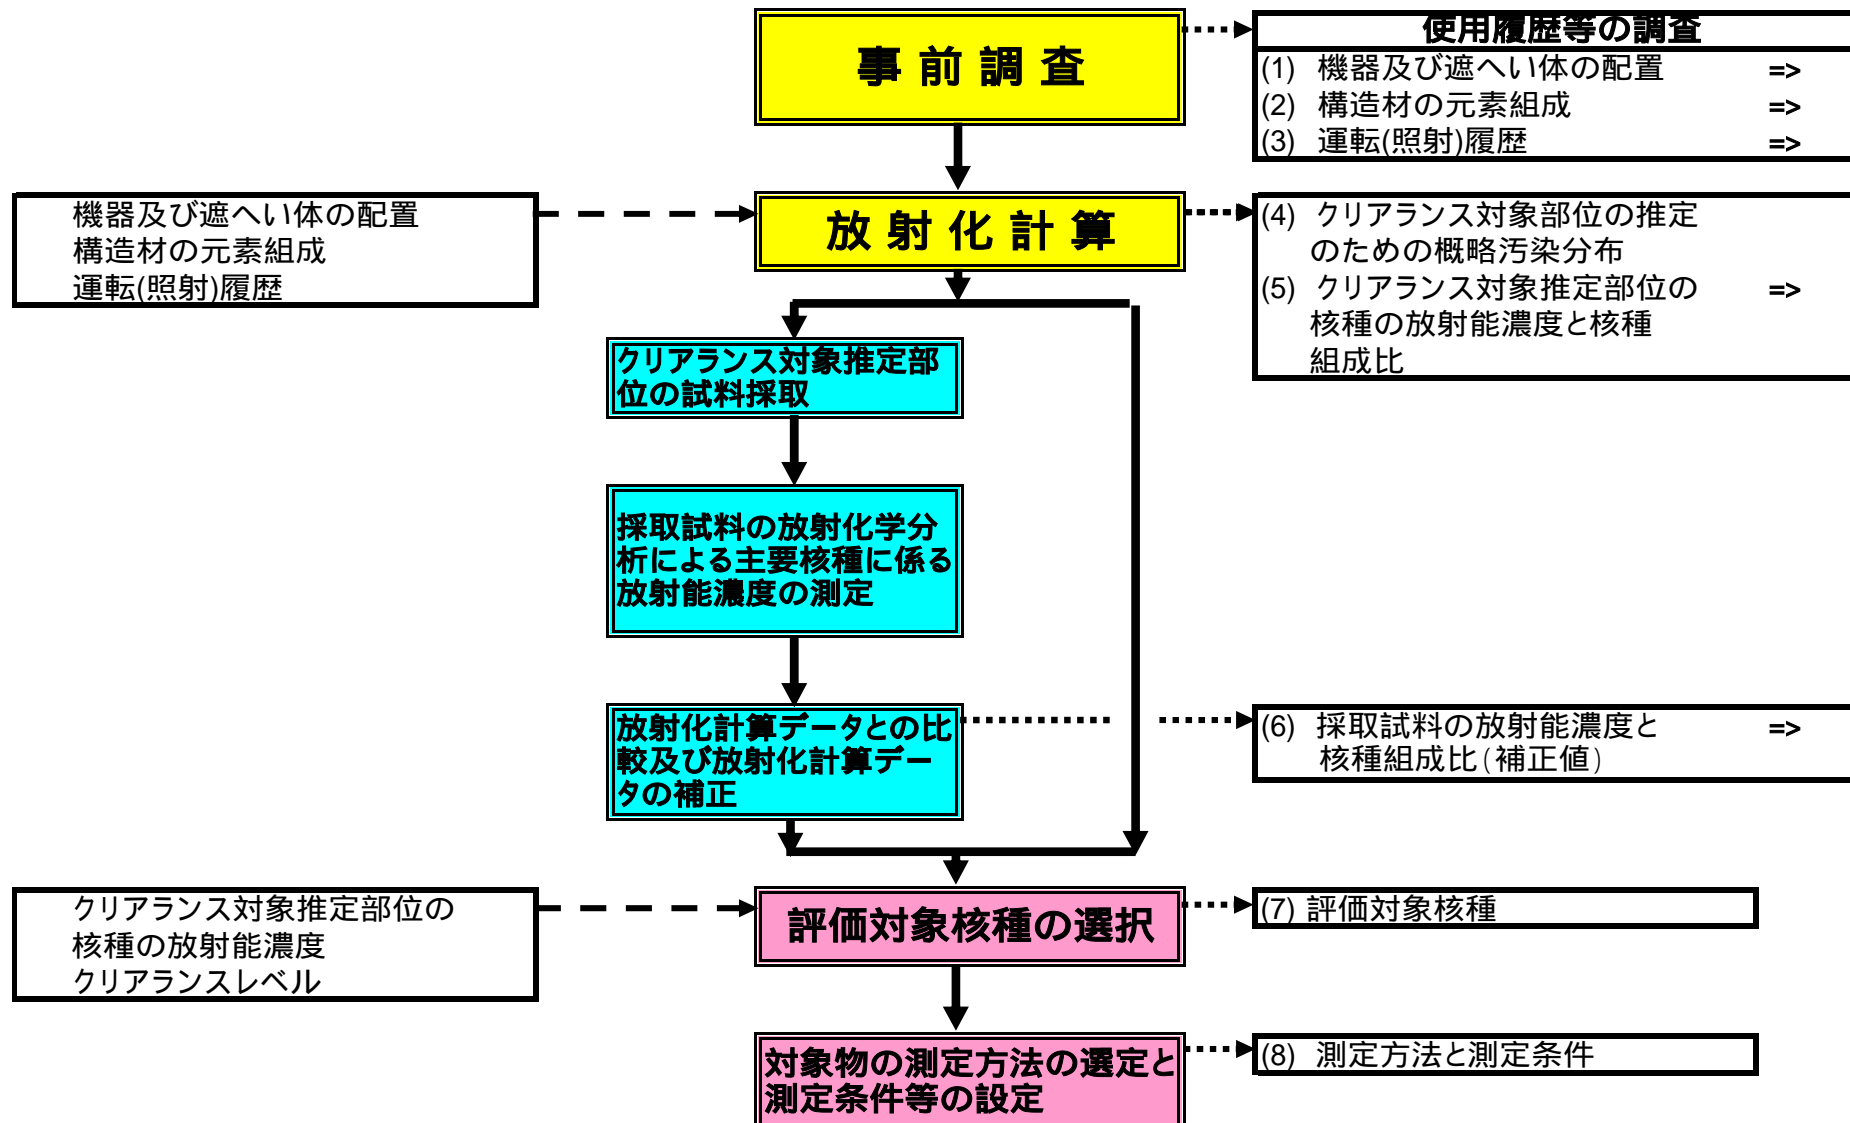 事前調査
使用履歴等の調査
(1) 機器及び遮へい体の配置 =>
(2) 構造材の元素組成 =>
(3) 運転(照射)履歴 =>
機器及び遮へい体の配置
構造材の元素組成
運転(照射)履歴
放射化計算
(4) クリアランス対象部位の推定
のための概略汚染分布
(5) クリアランス対象推定部位の =>
核種の放射能濃度と核種
組成比
クリアランス対象推定部
位の試料採取
採取試料の放射化学分
析による主要核種に係る
放射能濃度の測定
放射化計算データとの比
較及び放射化計算デー
タの補正
(6) 採取試料の放射能濃度と =>
核種組成比(補正値)
クリアランス対象推定部位の
核種の放射能濃度
クリアランスレベル
評価対象核種の選択
(7) 評価対象核種
対象物の測定方法の選定と
測定条件等の設定
(8) 測定方法と測定条件